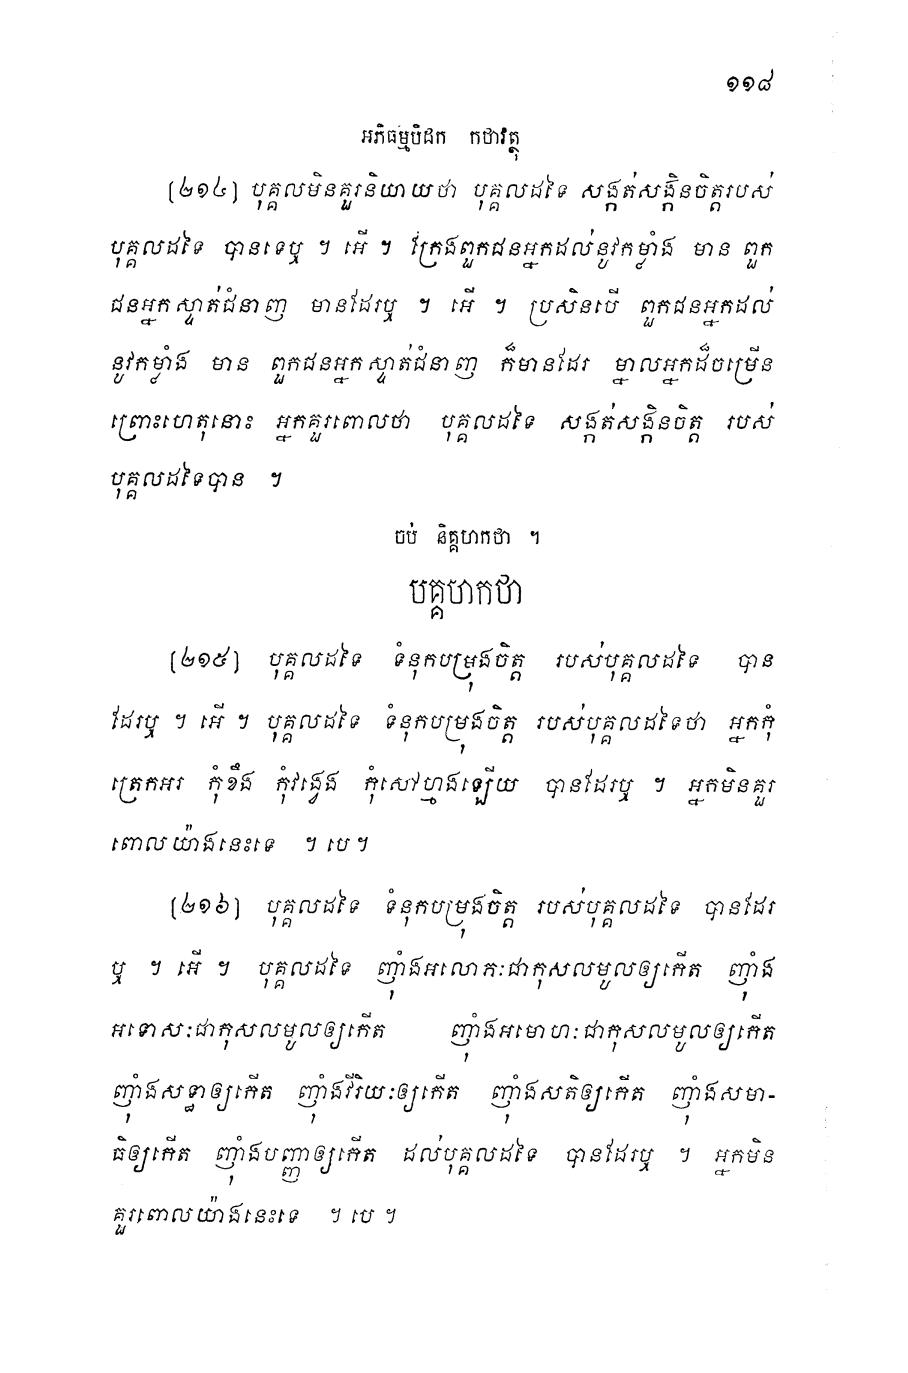 ១១៨
អភិធម្មបិដក កថាវត្ថុ
[២១៤] បុគ្គលមិនគួរនិយាយថា បុគ្គលដទៃ សង្កត់សង្កិនចិត្តរបស់
បុគ្គលដទៃ បានទេឬ ។ អើ ។ ក្រែងពួកជនអ្នកដល់នូវកម្លាំង មាន ពួក
ជនអ្នកស្ទាត់ជំនាញ មានដែរឬ ។ អើ ។ ប្រសិនបើ ពួកជនអ្នកដល់
នូវកម្លាំង មាន ពួកជនអ្នកស្ទាត់ជំនាញ ក៏មានដែរ ម្នាលអ្នកដ៏ចម្រើន
ព្រោះហេតុនោះ អ្នកគួរពោលថា បុគ្គលដទៃ សង្កត់សង្កិនចិត្ត របស់
បុគ្គលដទៃបាន ។
ចប់ និគ្គហកថា ។
បគ្គហកថា
[២១៥] បុគ្គលដទៃ ទំនុកបម្រុងចិត្ត របស់បុគ្គលដទៃ បាន
ដែរឬ ។ អើ ។ បុគ្គលដទៃ ទំនុកបម្រុងចិត្ត របស់បុគ្គលដទៃថា អ្នកកុំ
ត្រេកអរ កុំខឹង កុំវង្វេង កុំសៅហ្មងឡើយ បានដែរឬ ។ អ្នកមិនគួរ
ពោលយ៉ាងនេះទេ ។ បេ។
[២១៦] បុគ្គលដទៃ ទំនុកបម្រុងចិត្ត របស់បុគ្គលដទៃ បានដែរ
ឬ ។ អើ ។ បុគ្គលដទៃ ញ៉ាំងអលោភៈជាកុសលមូលឲ្យកើត ញ៉ាំង
អទោសៈជាកុសលមូលឲ្យកើត ញ៉ាំងអមោហៈជាកុសលមូលឲ្យកើត
ញ៉ាំងសទ្ធាឲ្យកើត ញ៉ាំងវីរិយៈឲ្យកើត ញ៉ាំងសតិឲ្យកើត ញ៉ាំងសមា-
ធិឲ្យកើត ញ៉ាំងបញ្ញាឲ្យកើត ដល់បុគ្គលដទៃ បានដែរឬ ។ អ្នកមិន
គួរពោលយ៉ាងនេះទេ ។ បេ ។